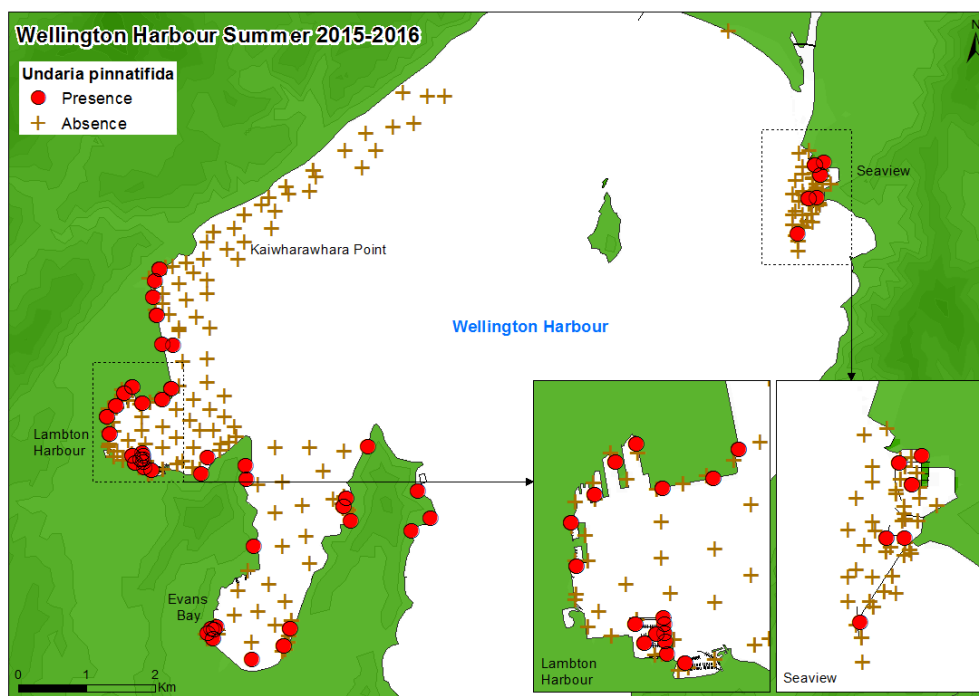 Wellington Harbour Summer 2015-2016
Undaria pinnatifida
Presence
Absence
N
Seaview
Kaiwharawhara Point
Wellington Harbour
Lambton
Harbour
Evans
Bay
0 1 2
Km
Lambton
Harbour
Seaview